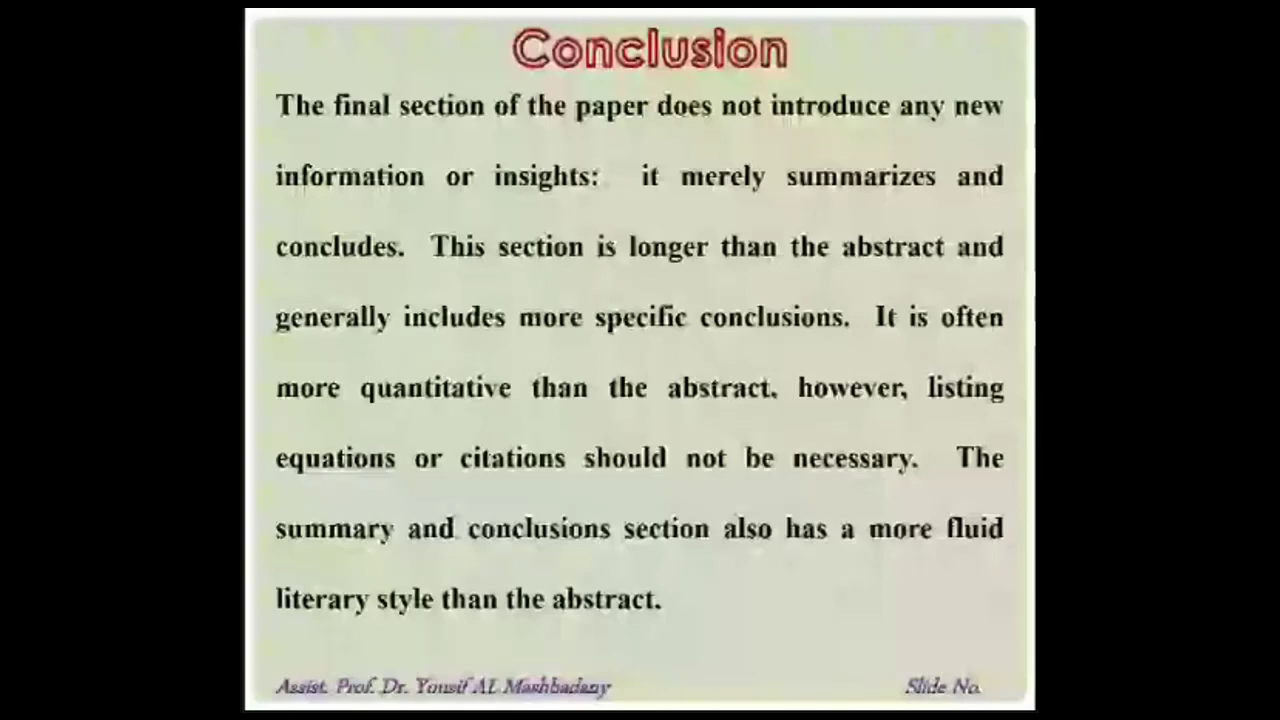 Conclusion
The final section of the paper does not introduce any new
information or insights: it merely summarizes and
concludes. This section is longer than the abstract and
generally includes more specific conclusions. It is often
more quantitative than the abstract, however, listing
equations or citations should not be necessary. The
summary and conclusions section also has a more fluid
literary style than the abstract.
Assist. Prof. Dr. Yousif AL Mashhadany
Slide No.